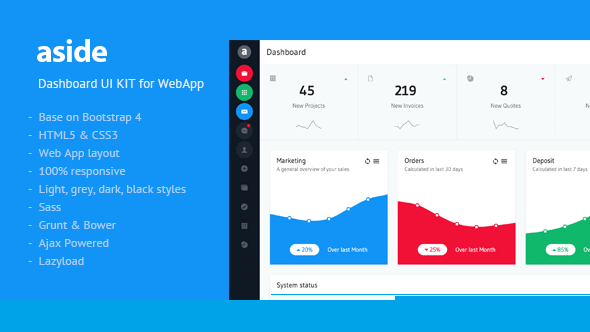 aside
Dashboard UI KIT for WebApp
- Base on Bootstrap 4
- HTML5 & CSS3
- Web App layout
- 100% responsive
- Light, grey, dark, black styles
- Sass
- Grunt & Bower
- Ajax Powered
- Lazyload
a
Dashboard
45
New Projects
219
New Invoices
8
New Quotes
Marketing
A general overview of your sales
20%
Over last Month
Orders
Calculated in last 30 days
25%
Over last Month
Deposit
Calculated in last 7 days
85%
Over l
System status